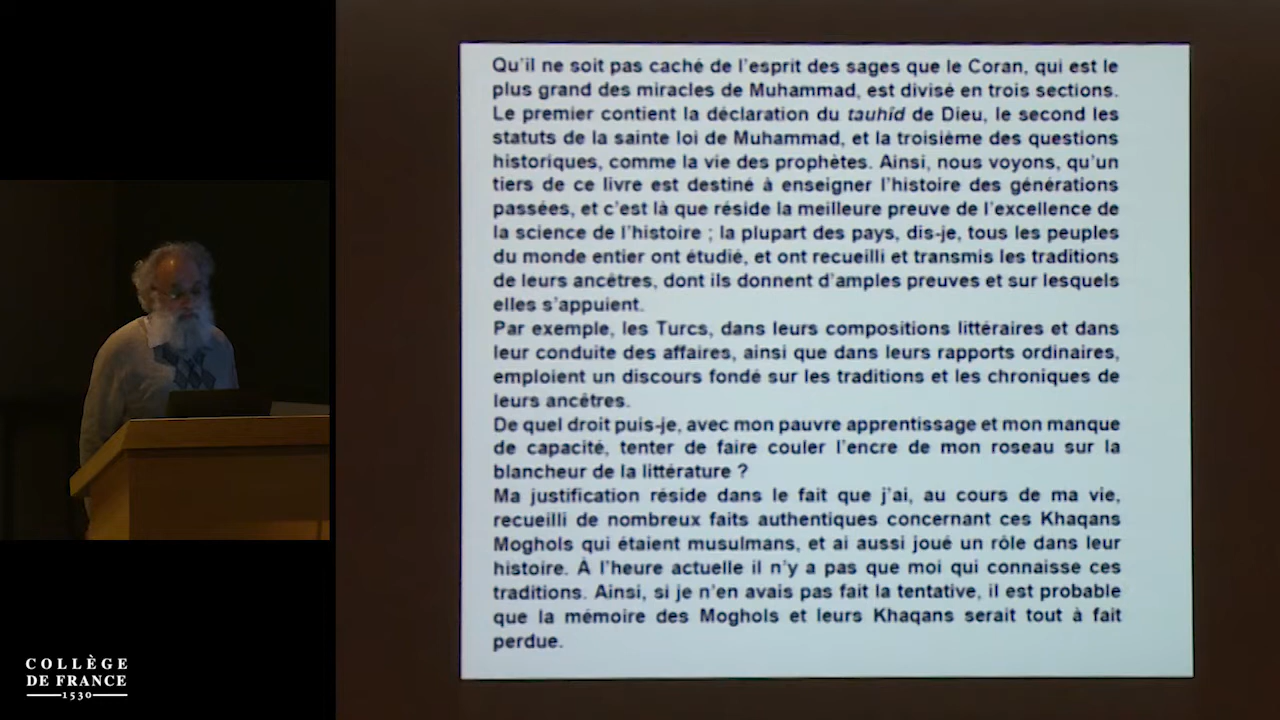 Qu'il ne soit pas caché de l'esprit des sages que le Coran, qui est le
plus grand des miracles de Muhammad, est divisé en trois sections.
Le premier contient la déclaration du tauhîd de Dieu, le second les
statuts de la sainte loi de Muhammad, et la troisième des questions
historiques, comme la vie des prophètes. Ainsi, nous voyons, qu'un
tiers de ce livre est destiné à enseigner l'histoire des générations
passées, et c'est là que réside la meilleure preuve de l'excellence de
la science de l'histoire ; la plupart des pays, dis-je, tous les peuples
du monde entier ont étudié, et ont recueilli et transmis les traditions
de leurs ancêtres, dont ils donnent d'amples preuves et sur lesquels
elles s'appuient.
Par exemple, les Turcs, dans leurs compositions littéraires et dans
leur conduite des affaires, ainsi que dans leurs rapports ordinaires,
emploient un discours fondé sur les traditions et les chroniques de
leurs ancêtres.
De quel droit puis-je, avec mon pauvre apprentissage et mon manque
de capacité, tenter de faire couler l'encre de mon roseau sur la
blancheur de la littérature ?
Ma justification réside dans le fait que j'ai, au cours de ma vie,
recueilli de nombreux faits authentiques concernant ces Khaqans
Moghols qui étaient musulmans, et ai aussi joué un rôle dans leur
histoire. À l'heure actuelle il n'y a pas que moi qui connaisse ces
traditions. Ainsi, si je n'en avais pas fait la tentative, il est probable
que la mémoire des Moghols et leurs Khaqans serait tout à fait
perdue.
COLLÈGE
DE FRANCE
1530